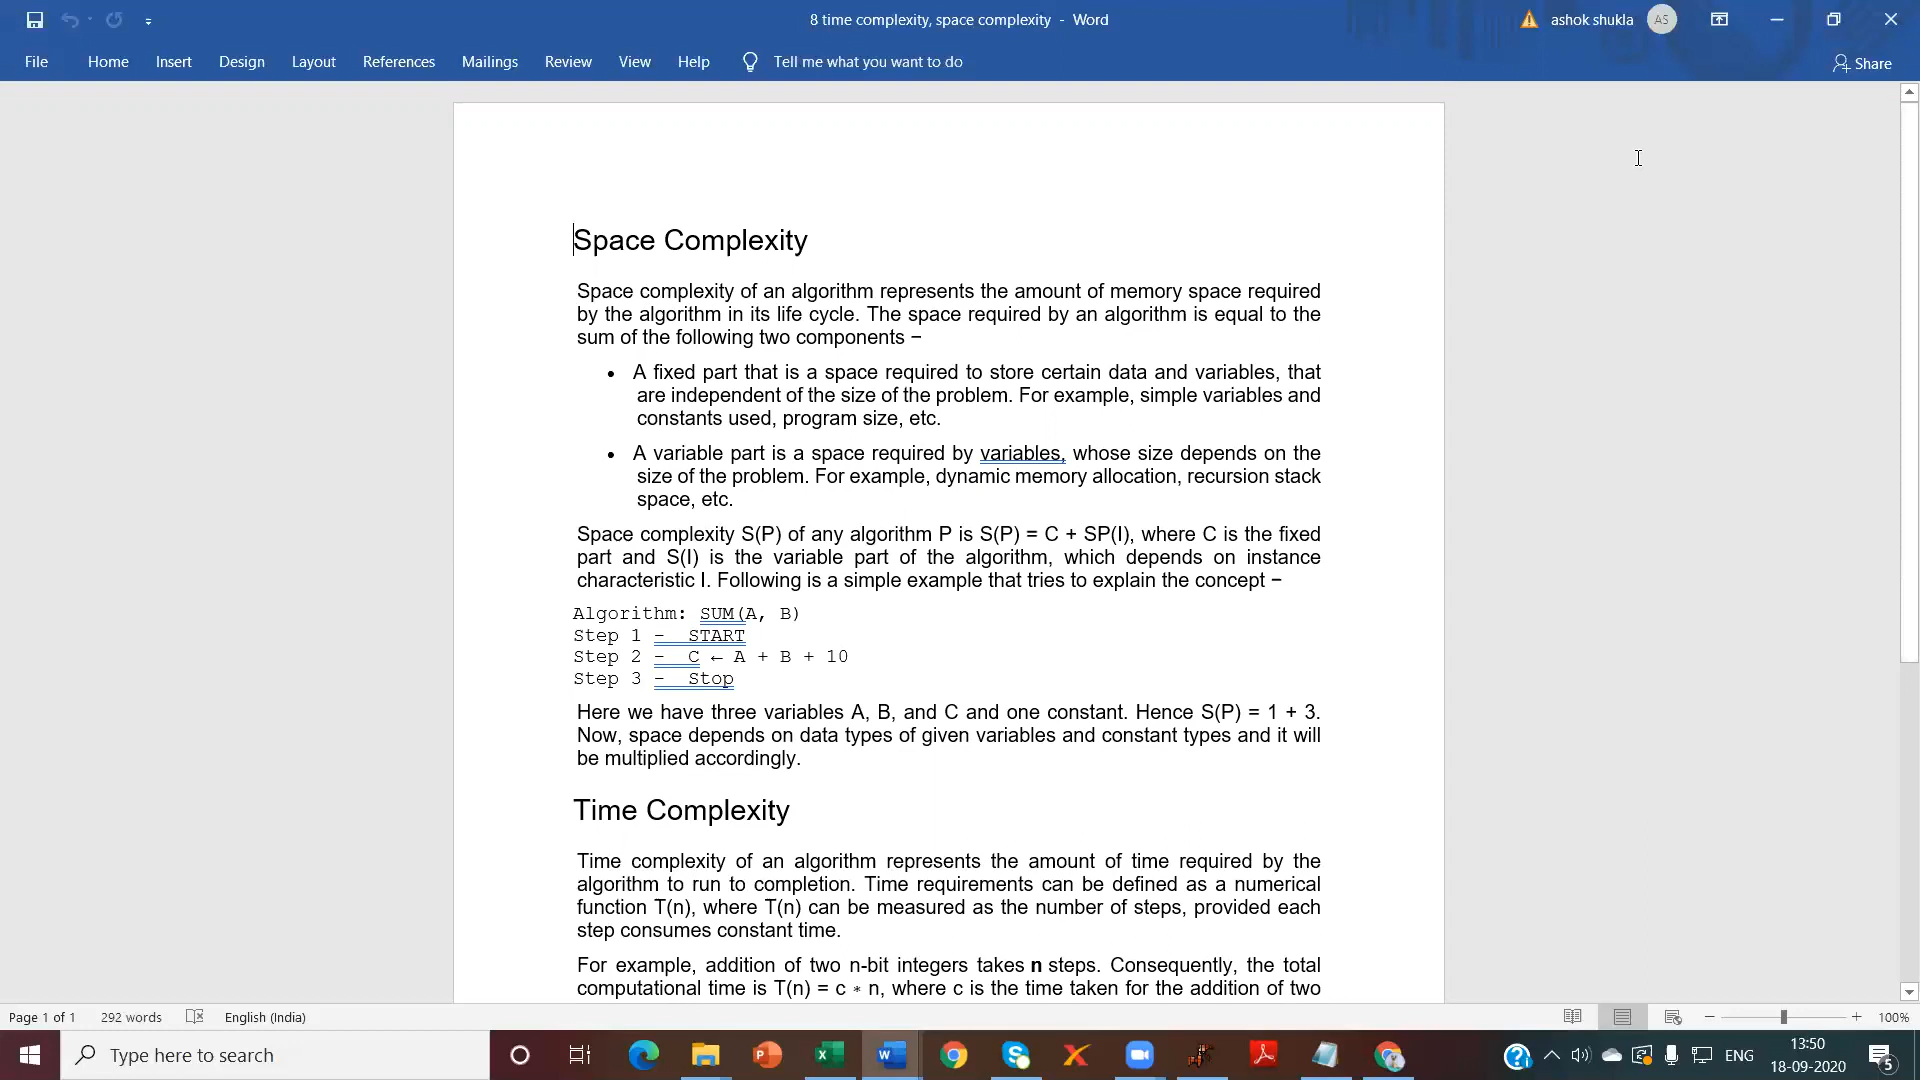 8 time complexity, space complexity - Word
ashok shukla
AS
File Home Insert Design Layout References Mailings Review View Help Tell me what you want to do
Share
Space Complexity
Space complexity of an algorithm represents the amount of memory space required
by the algorithm in its life cycle. The space required by an algorithm is equal to the
sum of the following two components −
• A fixed part that is a space required to store certain data and variables, that
are independent of the size of the problem. For example, simple variables and
constants used, program size, etc.
• A variable part is a space required by variables, whose size depends on the
size of the problem. For example, dynamic memory allocation, recursion stack
space, etc.
Space complexity S(P) of any algorithm P is S(P) = C + SP(I), where C is the fixed
part and S(I) is the variable part of the algorithm, which depends on instance
characteristic I. Following is a simple example that tries to explain the concept −
Algorithm: SUM(A, B)
Step 1 -  START
Step 2 -  C ← A + B + 10
Step 3 -  Stop
Here we have three variables A, B, and C and one constant. Hence S(P) = 1 + 3.
Now, space depends on data types of given variables and constant types and it will
be multiplied accordingly.
Time Complexity
Time complexity of an algorithm represents the amount of time required by the
algorithm to run to completion. Time requirements can be defined as a numerical
function T(n), where T(n) can be measured as the number of steps, provided each
step consumes constant time.
For example, addition of two n-bit integers takes n steps. Consequently, the total
computational time is T(n) = c ∗ n, where c is the time taken for the addition of two
Page 1 of 1 292 words English (India) 100%
Type here to search
ENG
13:50
18-09-2020
5